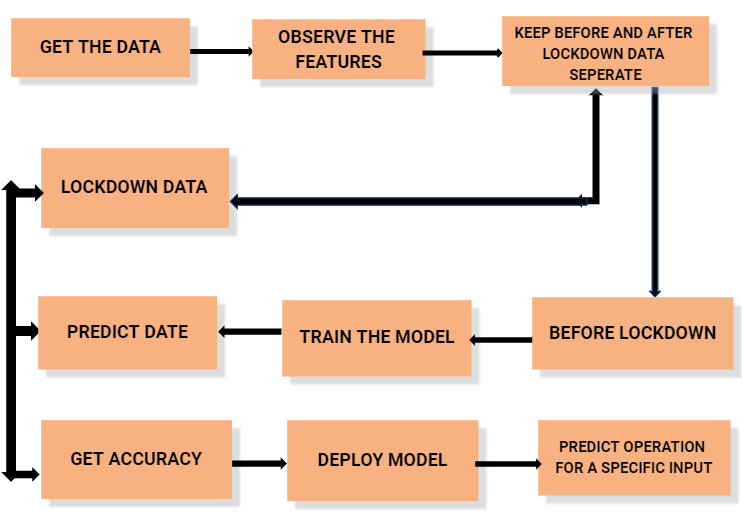 GET THE DATA
OBSERVE THE
FEATURES
KEEP BEFORE AND AFTER
LOCKDOWN DATA
SEPERATE
LOCKDOWN DATA
PREDICT DATE
TRAIN THE MODEL
BEFORE LOCKDOWN
GET ACCURACY
DEPLOY MODEL
PREDICT OPERATION
FOR A SPECIFIC INPUT